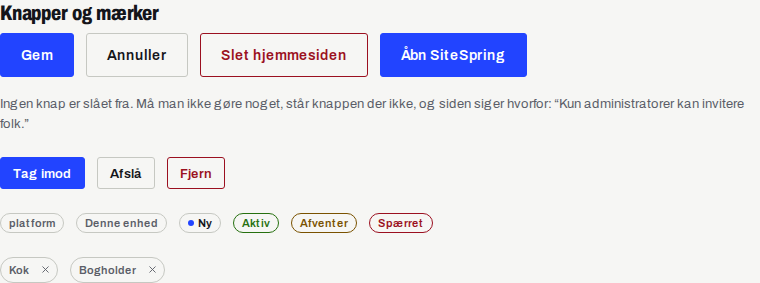 Knapper og mærker
Gem
Annuller
Slet hjemmesiden
Åbn SiteSpring
Ingen knap er slået fra. Må man ikke gøre noget, står knappen der ikke, og siden siger hvorfor: “Kun administratorer kan invitere
folk.”
Tag imod
Afslå
Fjern
platform
Denne enhed
Ny
Aktiv
Afventer
Spærret
Kok
Bogholder